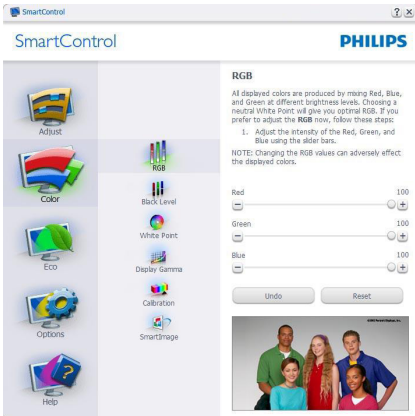 SmartControl
SmartControl
PHILIPS
Adjust
Color
Eco
Options
Help
RGB
Black Level
White Point
Display Gamma
Calibration
SmartImage
RGB
All displayed colors are produced by mixing Red, Blue,
and Green at different brightness levels. Choosing a
neutral White Point will give you optimal RGB. If you
prefer to adjust the RGB now, follow these steps:
1. Adjust the intensity of the Red, Green, and
Blue using the slider bars.
NOTE: Changing the RGB values can adversely effect
the displayed colors.
Red 100
Green 100
Blue 100
Undo Reset